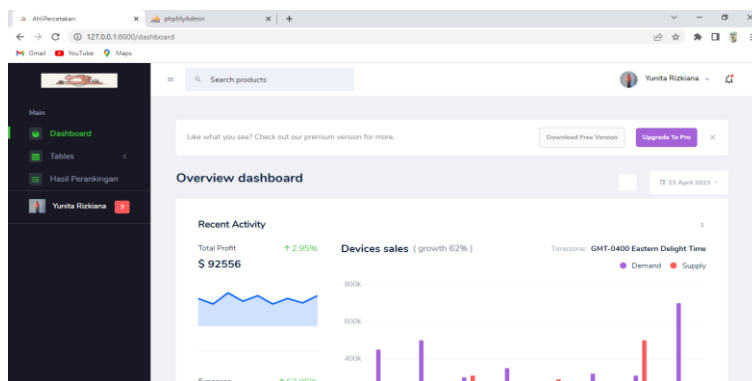 AhliPercetakan
phpMyAdmin
127.0.0.1:8000/dashboard
Gmail YouTube Maps
Search products
Yunita Rizkiana
Main
Dashboard
Tables
Hasil Perankingan
Yunita Rizkiana
Like what you see? Check out our premium version for more.
Download Free Version
Upgrade To Pro
Overview dashboard
13 April 2023
Recent Activity
Total Profit
2.95%
$ 92556
Devices sales ( growth 62% )
Timezone: GMT-0400 Eastern Delight Time
Demand Supply
800k
600k
400k